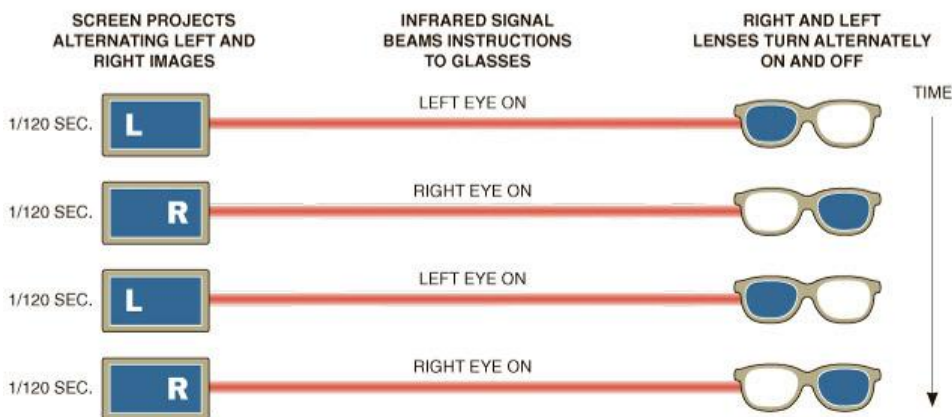 SCREEN PROJECTS
ALTERNATING LEFT AND
RIGHT IMAGES
INFRARED SIGNAL
BEAMS INSTRUCTIONS
TO GLASSES
RIGHT AND LEFT
LENSES TURN ALTERNATELY
ON AND OFF
TIME
1/120 SEC.
L
LEFT EYE ON
1/120 SEC.
R
RIGHT EYE ON
1/120 SEC.
L
LEFT EYE ON
1/120 SEC.
R
RIGHT EYE ON